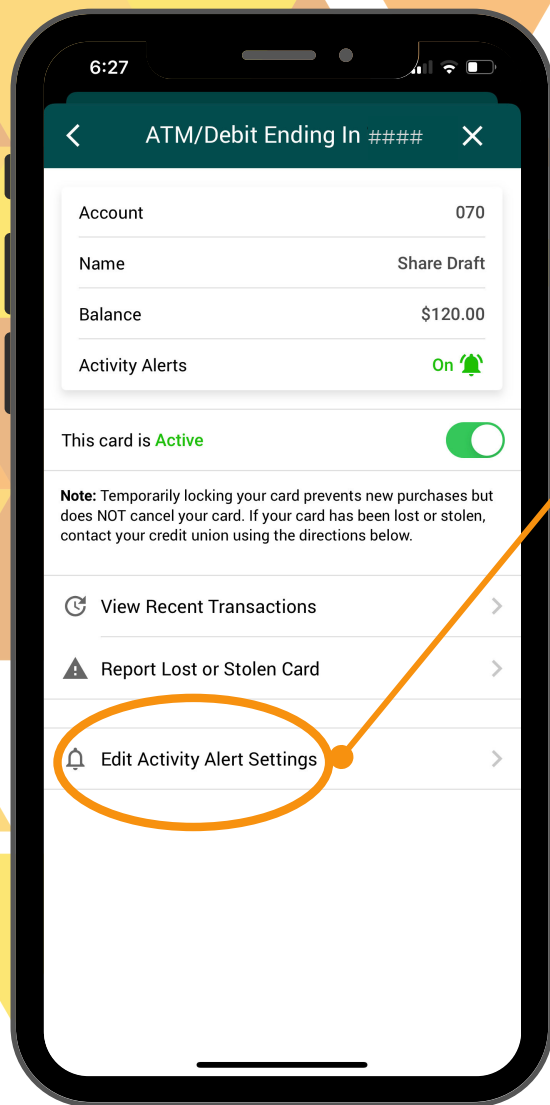 6:27
ATM/Debit Ending In ####
Account 070
Name Share Draft
Balance $120.00
Activity Alerts On
This card is Active
Note: Temporarily locking your card prevents new purchases but
does NOT cancel your card. If your card has been lost or stolen,
contact your credit union using the directions below.
View Recent Transactions
Report Lost or Stolen Card
Edit Activity Alert Settings